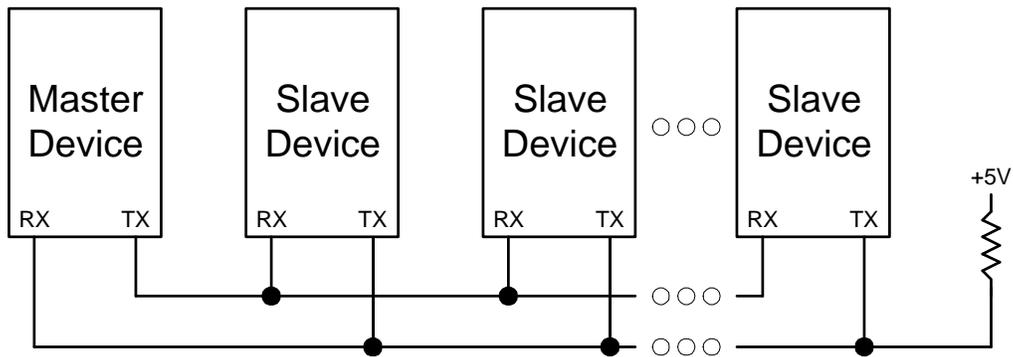 Master
Device
RX TX
Slave
Device
RX TX
Slave
Device
RX TX
Slave
Device
RX TX
+5V